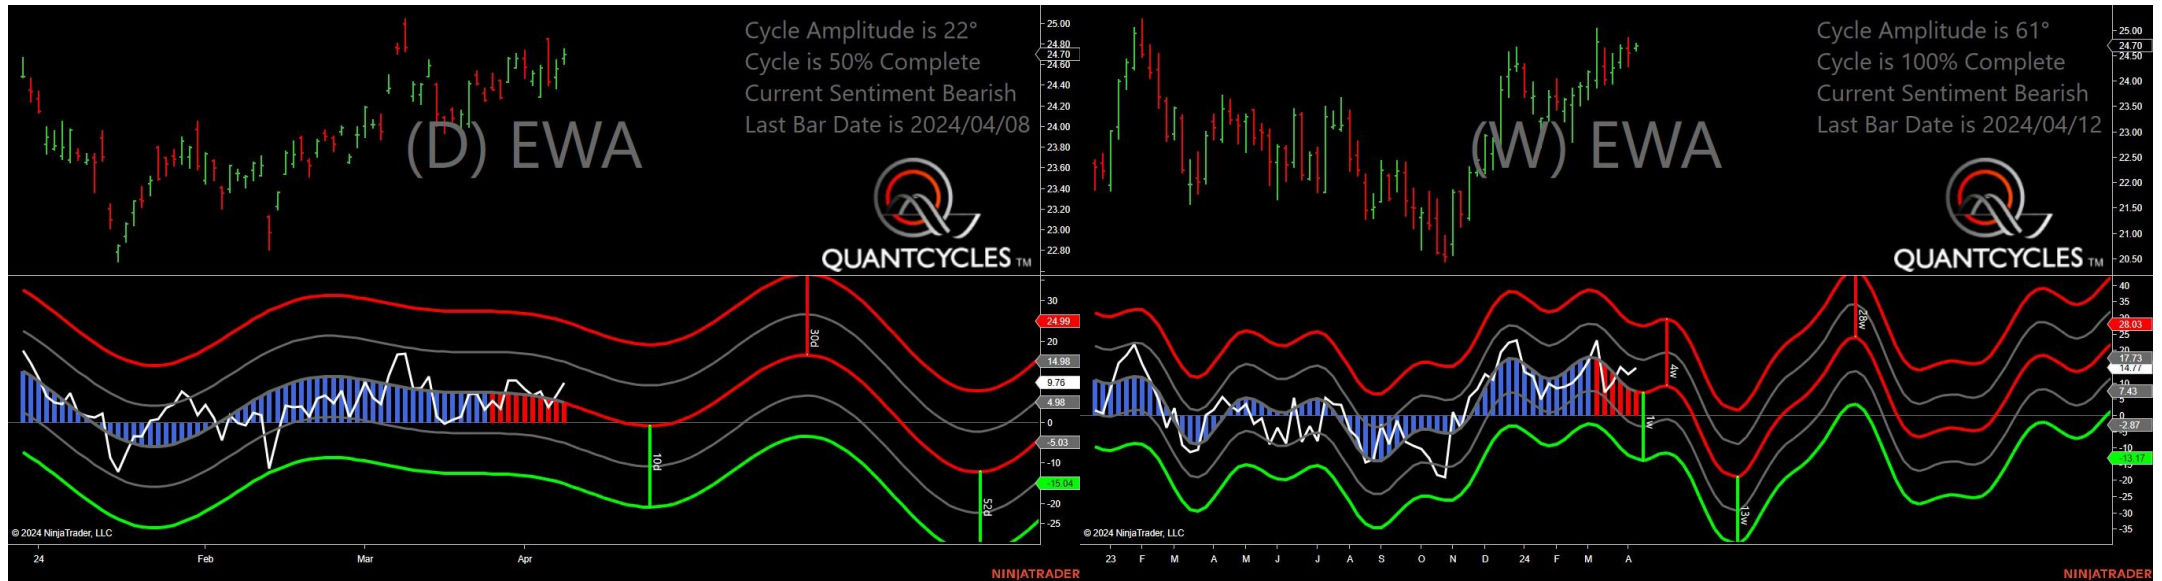 Cycle Amplitude is 22°
Cycle is 50% Complete
Current Sentiment Bearish
Last Bar Date is 2024/04/08
(D) EWA
QUANTCYCLES TM
25.00
24.80
24.70
24.60
24.40
24.20
24.00
23.80
23.60
23.40
23.20
23.00
22.80
30
24.99
20
14.98
9.76
4.98
0
-5.03
-10
-15.04
-20
-25
30d
10d
52d
© 2024 NinjaTrader, LLC
24 Feb Mar Apr
NINJATRADER
Cycle Amplitude is 61°
Cycle is 100% Complete
Current Sentiment Bearish
Last Bar Date is 2024/04/12
(W) EWA
QUANTCYCLES TM
25.00
24.70
24.50
24.00
23.50
23.00
22.50
22.00
21.50
21.00
20.50
40
35
28.03
25
17.73
14.77
7.43
5
0
-2.87
-10
-13.17
-20
-25
-30
-35
28w
4w
1w
13w
© 2024 NinjaTrader, LLC
23 F M A M J J A S O N D 24 F M A
NINJATRADER